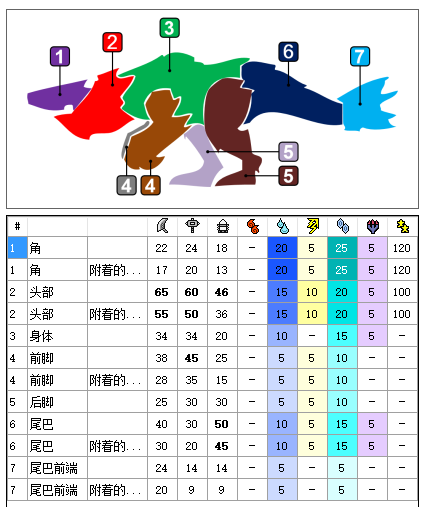 3
2
6
1
7
5
4 4 5
#
1 角 22 24 18 − 20 5 25 5 120
1 角 附着的... 17 20 13 − 20 5 25 5 120
2 头部 65 60 46 − 15 10 20 5 100
2 头部 附着的... 55 50 36 − 15 10 20 5 100
3 身体 34 34 20 − 10 − 15 5 −
4 前脚 38 45 25 − 5 5 10 − −
4 前脚 附着的... 28 35 15 − 5 5 10 − −
5 后脚 25 30 30 − 5 5 10 − −
6 尾巴 40 30 50 − 10 5 15 5 −
6 尾巴 附着的... 30 20 45 − 10 5 15 5 −
7 尾巴前端 24 14 14 − 5 − 5 − −
7 尾巴前端 附着的... 20 9 9 − 5 − 5 − −